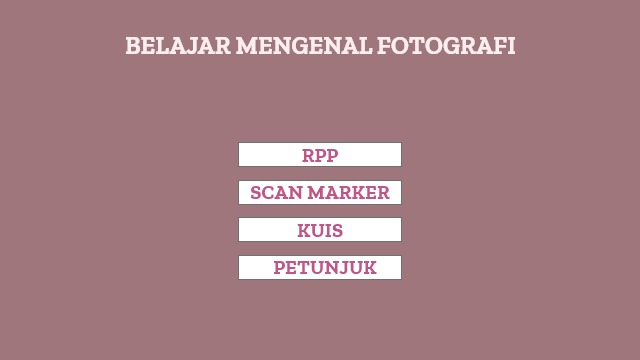 BELAJAR MENGENAL FOTOGRAFI
RPP
SCAN MARKER
KUIS
PETUNJUK